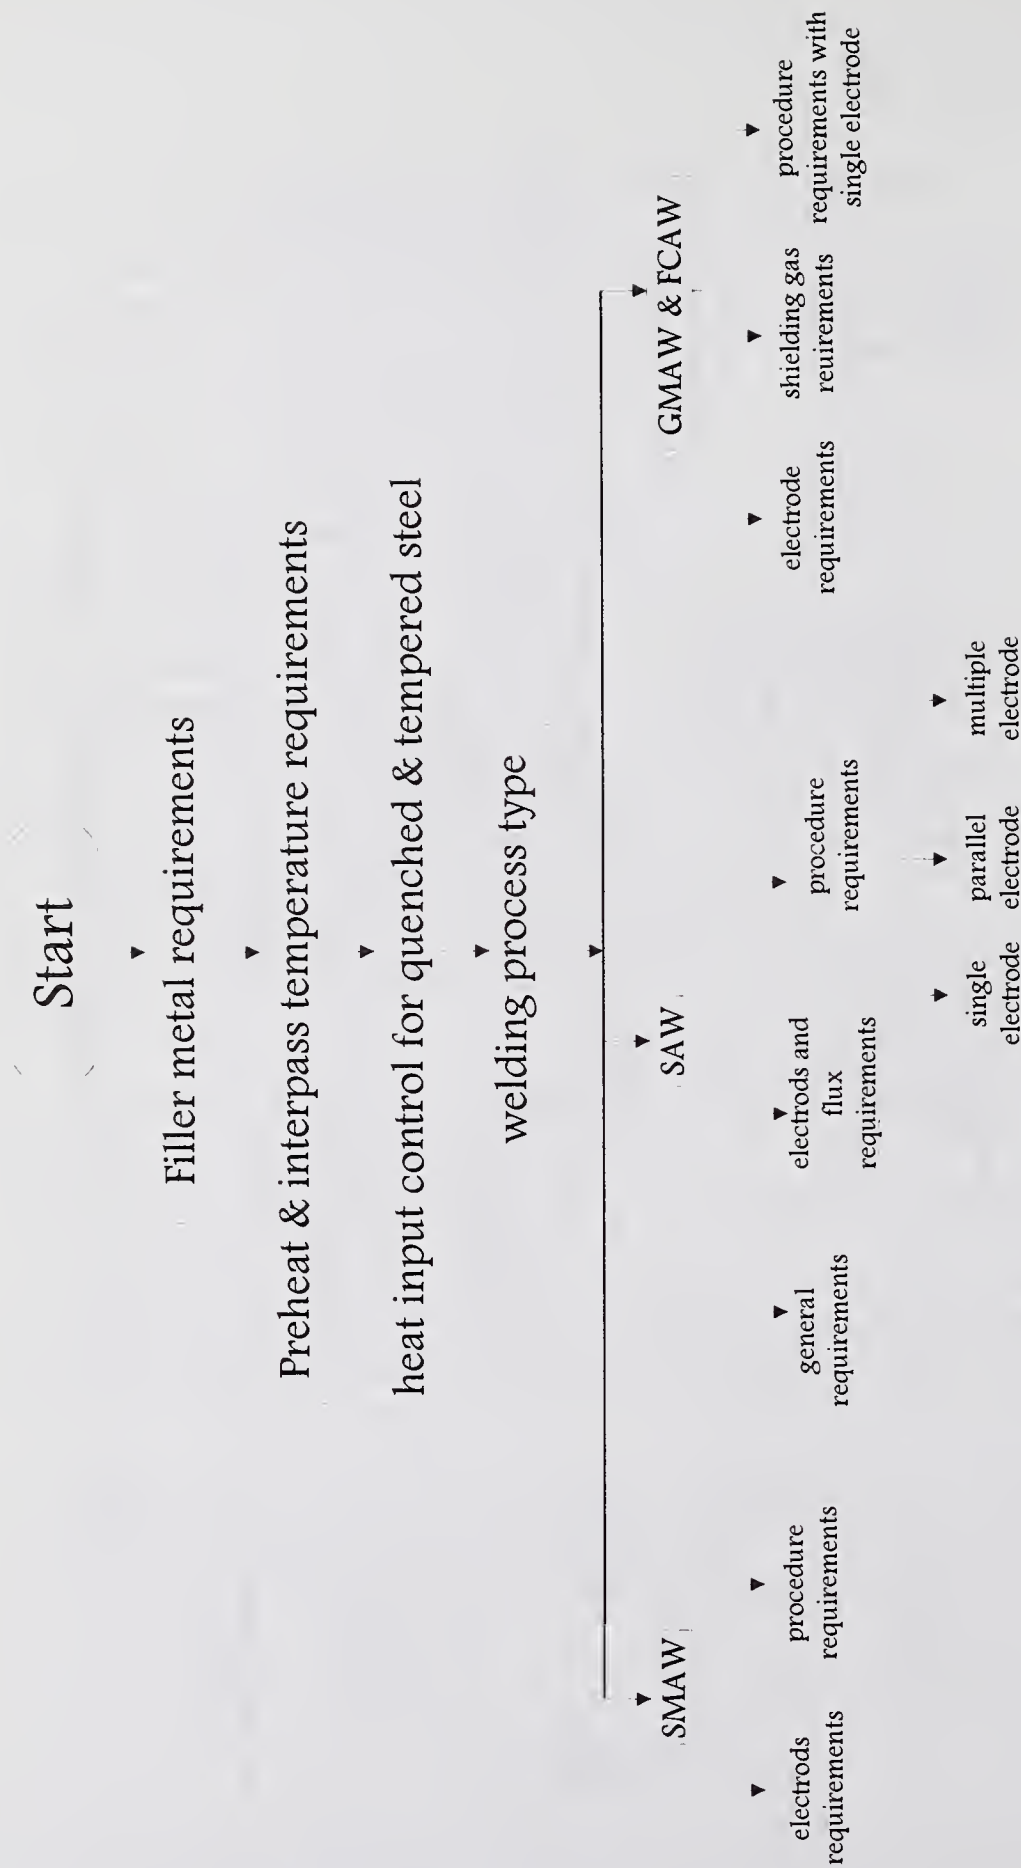 Start
Filler metal requirements
Preheat & interpass temperature requirements
heat input control for quenched & tempered steel
welding process type
SMAW
SAW
GMAW & FCAW
electrods
requirements
procedure
requirements
general
requirements
electrods and
flux
requirements
procedure
requirements
electrode
requirements
shielding gas
reuirements
procedure
requirements with
single electrode
single
electrode
parallel
electrode
multiple
electrode